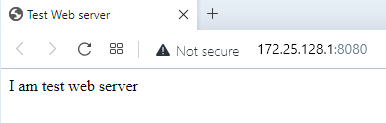 Test Web server
Not secure 172.25.128.1:8080
I am test web server